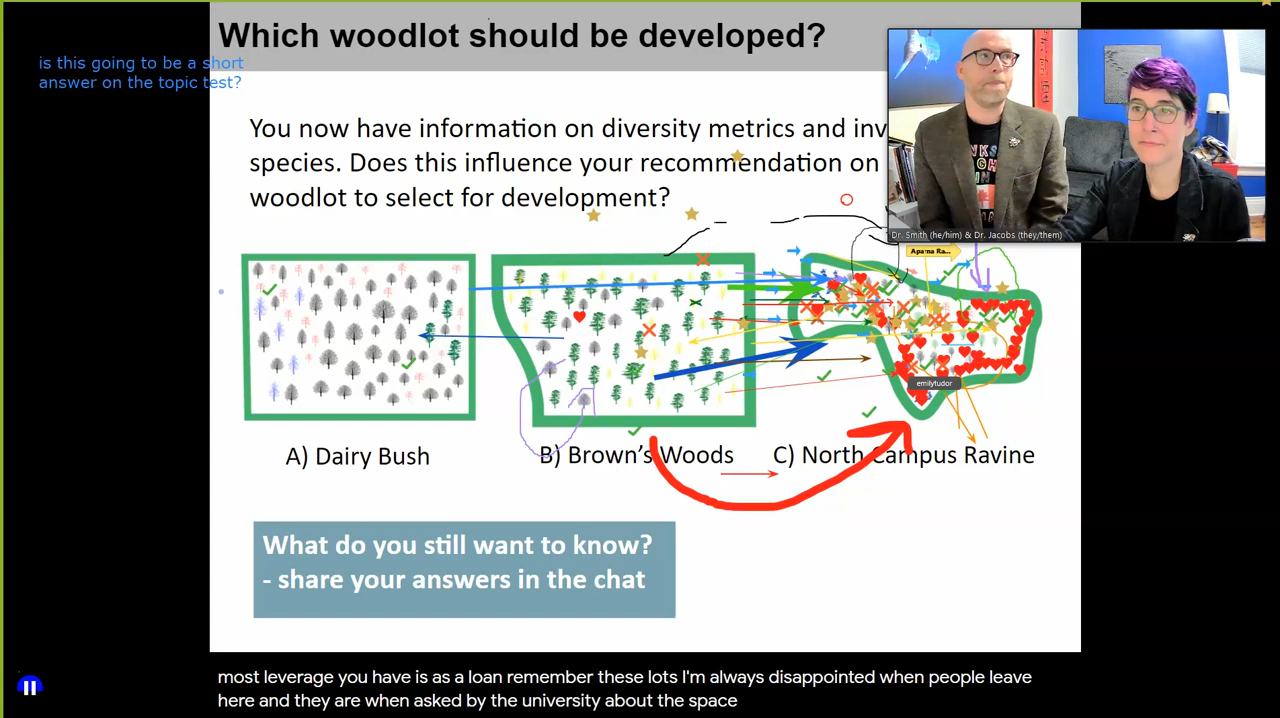 Which woodlot should be developed?
is this going to be a short
answer on the topic test?
You now have information on diversity metrics and inv
species. Does this influence your recommendation on
woodlot to select for development?
Dr. Smith (he/him) & Dr. Jacobs (they/them)
Aparna Ra...
emilytudor
A) Dairy Bush
B) Brown's Woods
C) North Campus Ravine
What do you still want to know?
- share your answers in the chat
most leverage you have is as a loan remember these lots I'm always disappointed when people leave
here and they are when asked by the university about the space